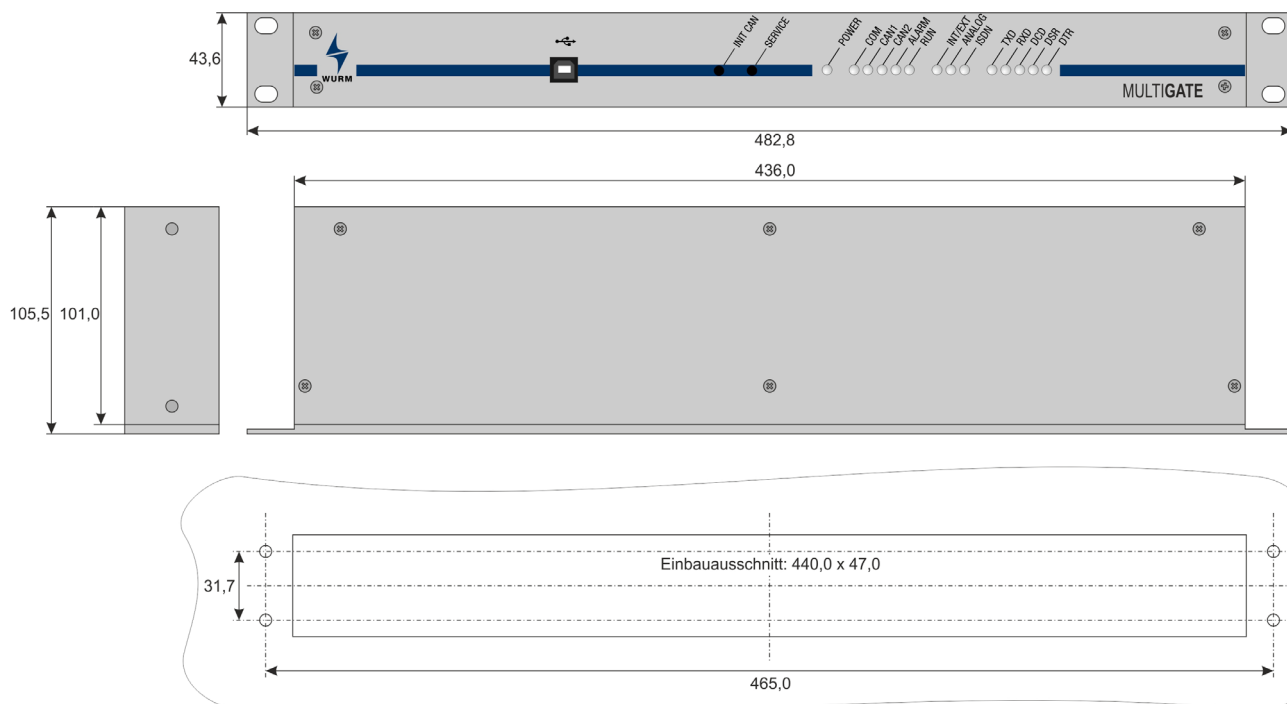 43,6
WURM
INIT CAN
SERVICE
POWER
COM
CAN1
CAN2
ALARM
RUN
INT/EXT
ANALOG
ISDN
TXD
RXD
DCD
DSR
DTR
MULTIGATE
482,8
436,0
105,5
101,0
Einbauausschnitt: 440,0 x 47,0
31,7
465,0